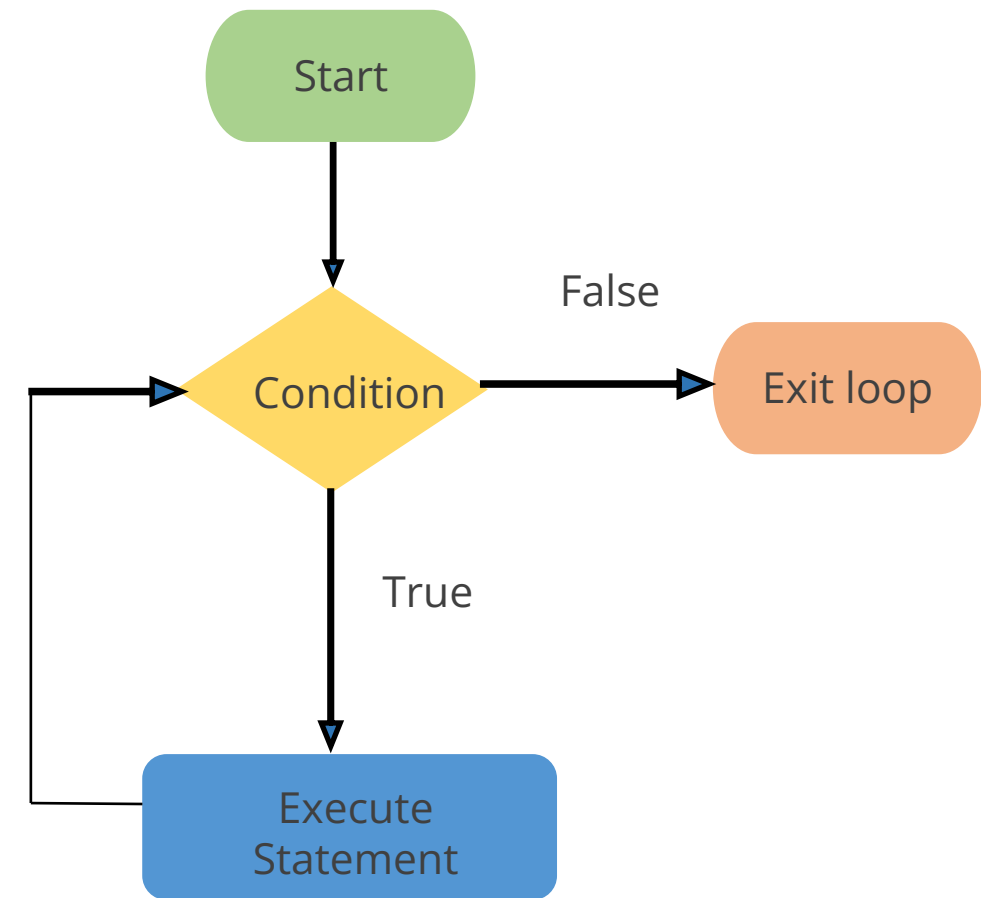 Start
False
Condition
Exit loop
True
Execute
Statement